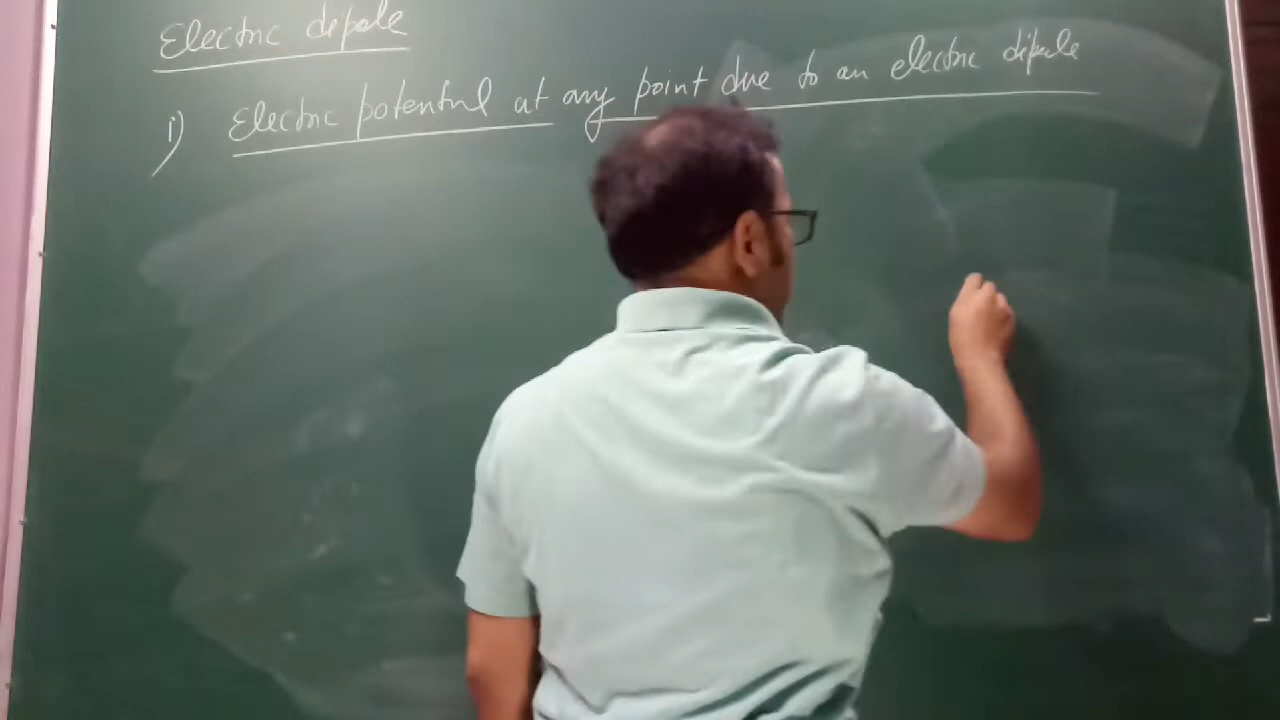 Electric dipole
i) Electric potential at any point due to an electric dipole